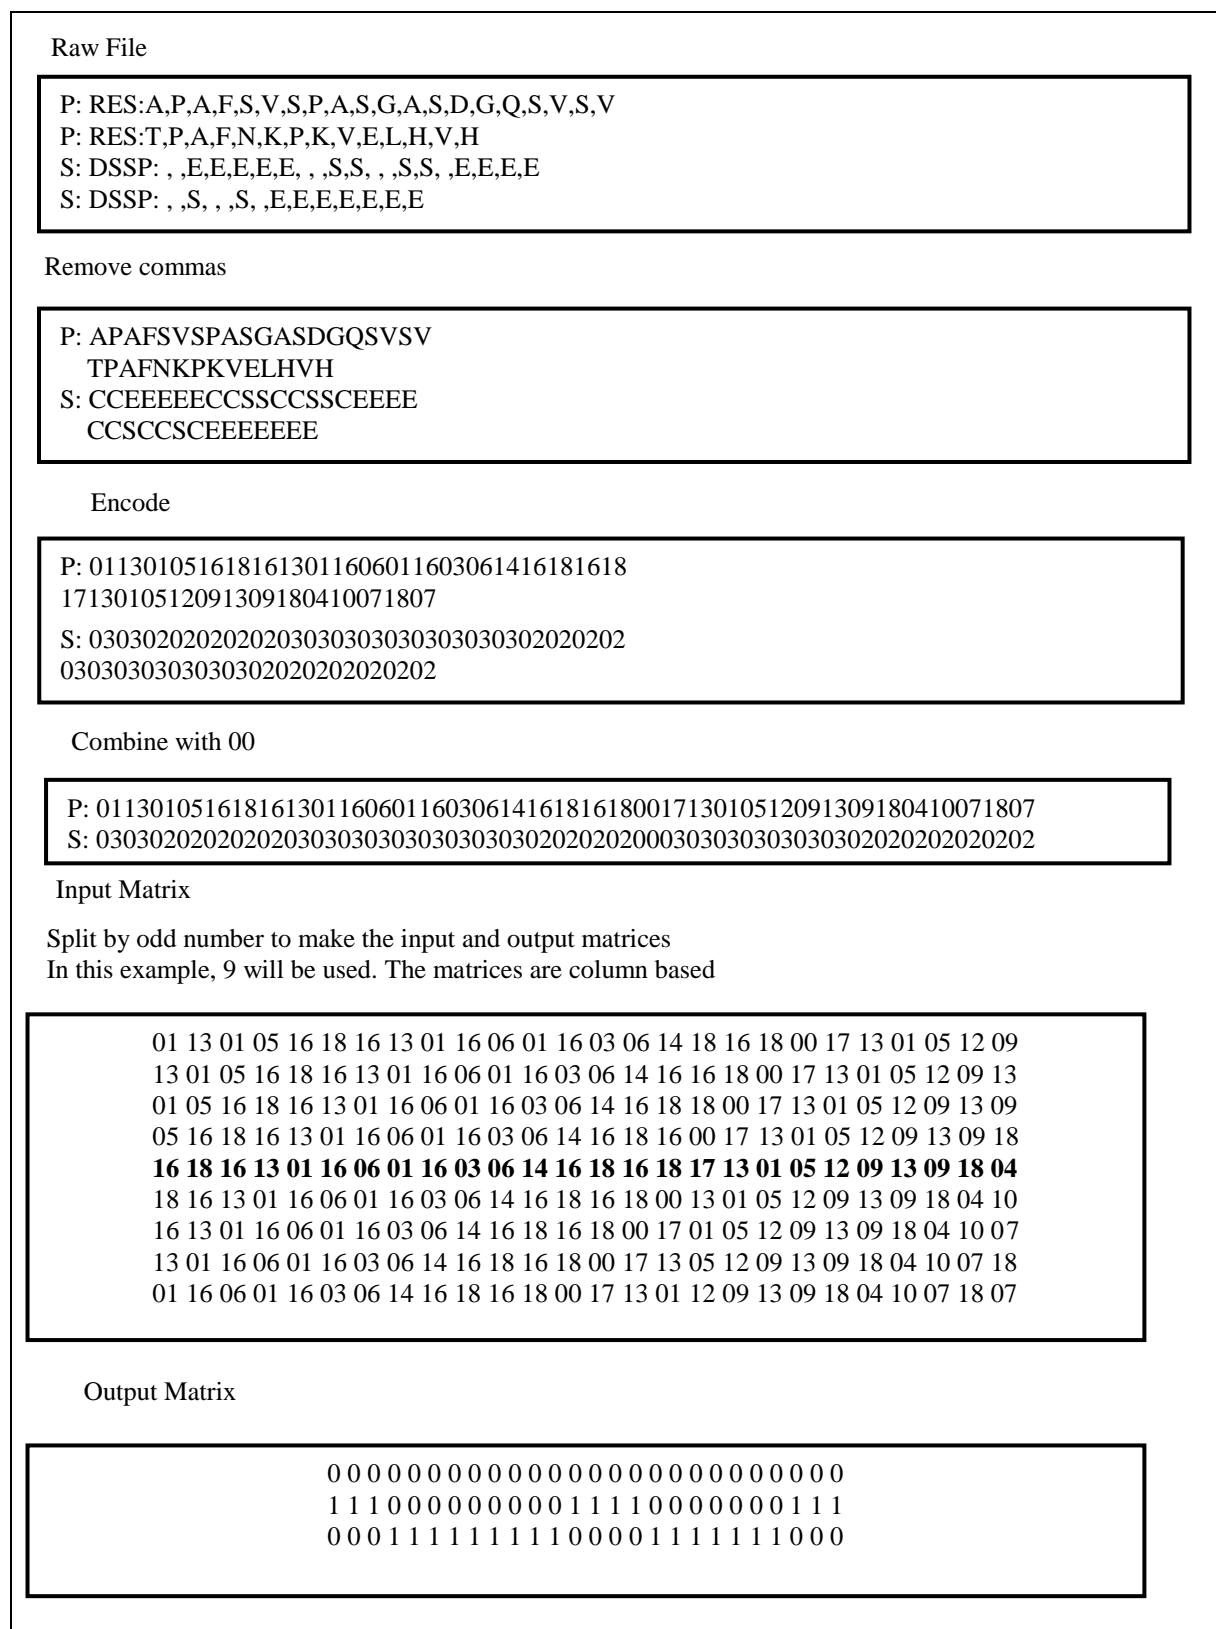 Raw File
P: RES:A,P,A,F,S,V,S,P,A,S,G,A,S,D,G,Q,S,V,S,V
P: RES:T,P,A,F,N,K,P,K,V,E,L,H,V,H
S: DSSP: , ,E,E,E,E,E, , ,S,S, , ,S,S, ,E,E,E,E
S: DSSP: , ,S, , ,S, ,E,E,E,E,E,E,E
Remove commas
P: APAFSVSPASGASDGQSVSV
TPAFNKPKVELHVH
S: CCEEEEECCSSCCSSCEEEE
CCSCCSCEEEEEEE
Encode
P: 0113010516181613011606011603061416181618
1713010512091309180410071807
S: 0303020202020203030303030303030302020202
0303030303030302020202020202
Combine with 00
P: 0113010516181613011606011603061416181618001713010512091309180410071807
S: 0303020202020203030303030303030302020202000303030303030302020202020202
Input Matrix
Split by odd number to make the input and output matrices
In this example, 9 will be used. The matrices are column based
01 13 01 05 16 18 16 13 01 16 06 01 16 03 06 14 18 16 18 00 17 13 01 05 12 09
13 01 05 16 18 16 13 01 16 06 01 16 03 06 14 16 16 18 00 17 13 01 05 12 09 13
01 05 16 18 16 13 01 16 06 01 16 03 06 14 16 18 18 00 17 13 01 05 12 09 13 09
05 16 18 16 13 01 16 06 01 16 03 06 14 16 18 16 00 17 13 01 05 12 09 13 09 18
16 18 16 13 01 16 06 01 16 03 06 14 16 18 16 18 17 13 01 05 12 09 13 09 18 04
18 16 13 01 16 06 01 16 03 06 14 16 18 16 18 00 13 01 05 12 09 13 09 18 04 10
16 13 01 16 06 01 16 03 06 14 16 18 16 18 00 17 01 05 12 09 13 09 18 04 10 07
13 01 16 06 01 16 03 06 14 16 18 16 18 00 17 13 05 12 09 13 09 18 04 10 07 18
01 16 06 01 16 03 06 14 16 18 16 18 00 17 13 01 12 09 13 09 18 04 10 07 18 07
Output Matrix
0 0 0 0 0 0 0 0 0 0 0 0 0 0 0 0 0 0 0 0 0 0 0 0 0 0
1 1 1 0 0 0 0 0 0 0 0 0 1 1 1 1 0 0 0 0 0 0 0 1 1 1
0 0 0 1 1 1 1 1 1 1 1 1 0 0 0 0 1 1 1 1 1 1 1 0 0 0